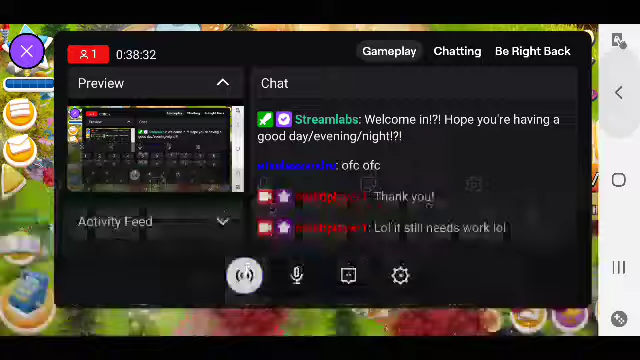 1 0:38:32 Gameplay Chatting Be Right Back
Preview
Chat
Streamlabs: Welcome in!?! Hope you're having a
good day/evening/night!?!
: ofc ofc
: Thank you!
Activity Feed
: Lol it still needs work lol